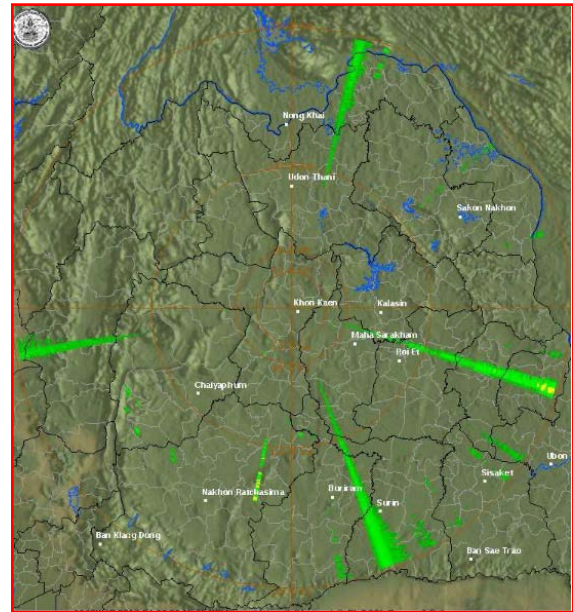 Nong Khai
Udon Thani
Sakon Nakhon
Khon Kaen
Kalasin
Maha Sarakham
Roi Et
Chaiyaphum
Ubon
Sisaket
Nakhon Ratchasima
Buriram
Surin
Ban Klang Dong
Ban Sae Trao